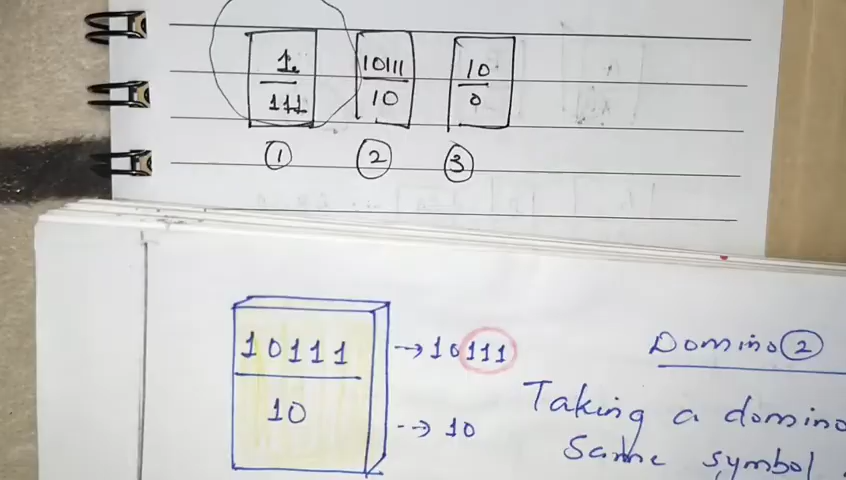 1. 10111 10
111 10 0
1 2 3
10111 → 10111 Domino 2
10 --→ 10 Taking a domino
Same symbol